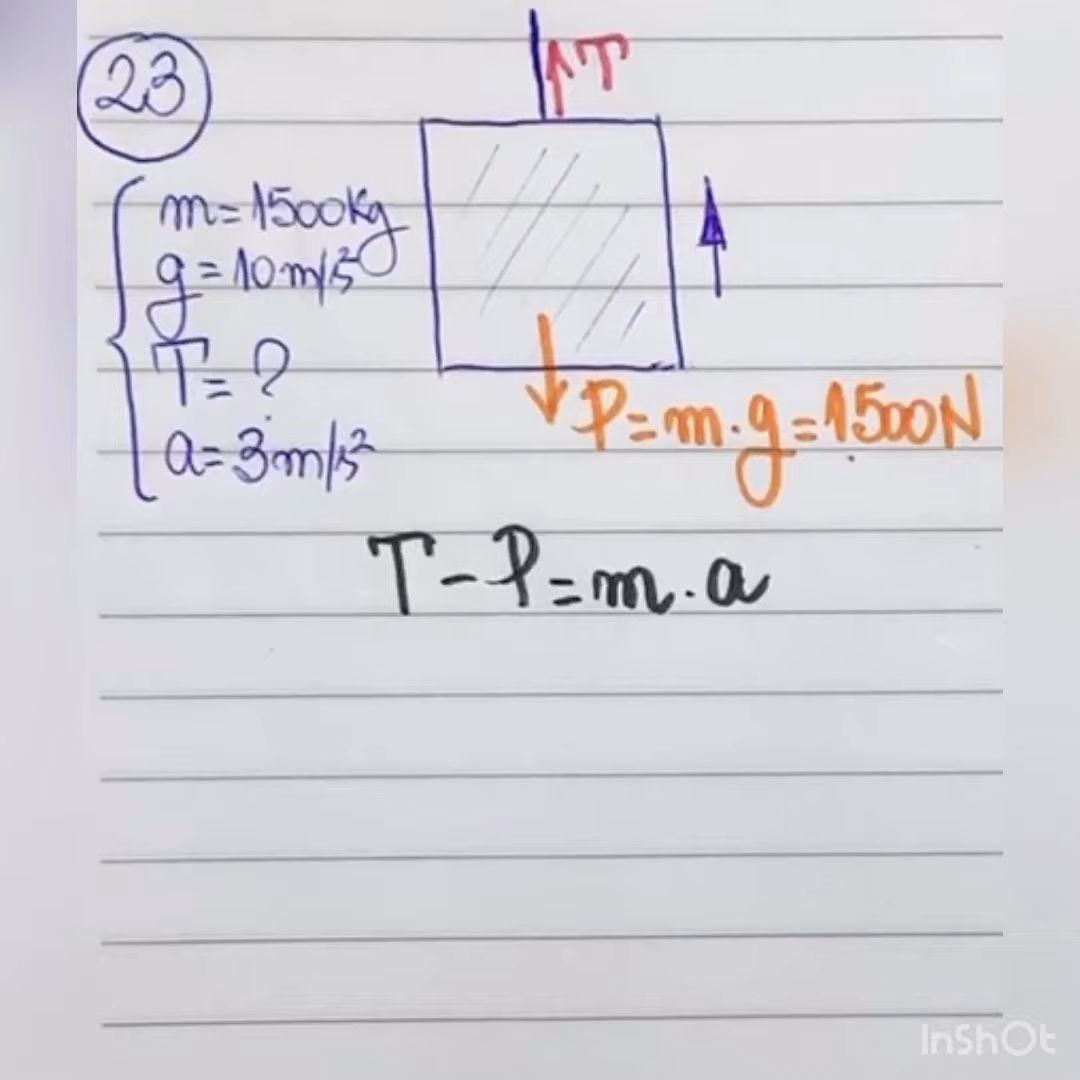 23
T
m=1500Kg
g=10m/s²
T=?
a=3m/s²
P=m.g=1500N
T-P=m.a
InShOt